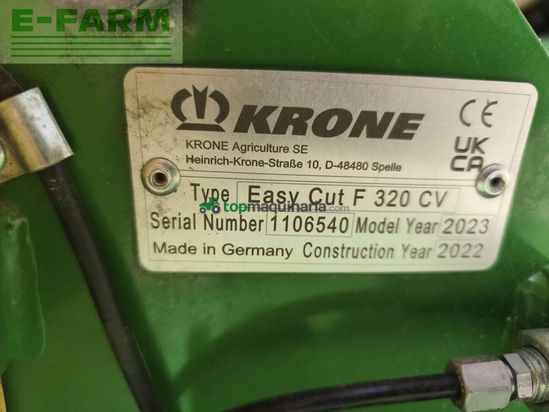 E-FARM
KRONE
CE
KRONE Agriculture SE
Heinrich-Krone-Straße 10, D-48480 Spelle
UK
CA
Type Easy Cut F 320 CV
topmaquinaria.com
Serial Number 1106540 Model Year 2023
Made in Germany Construction Year 2022